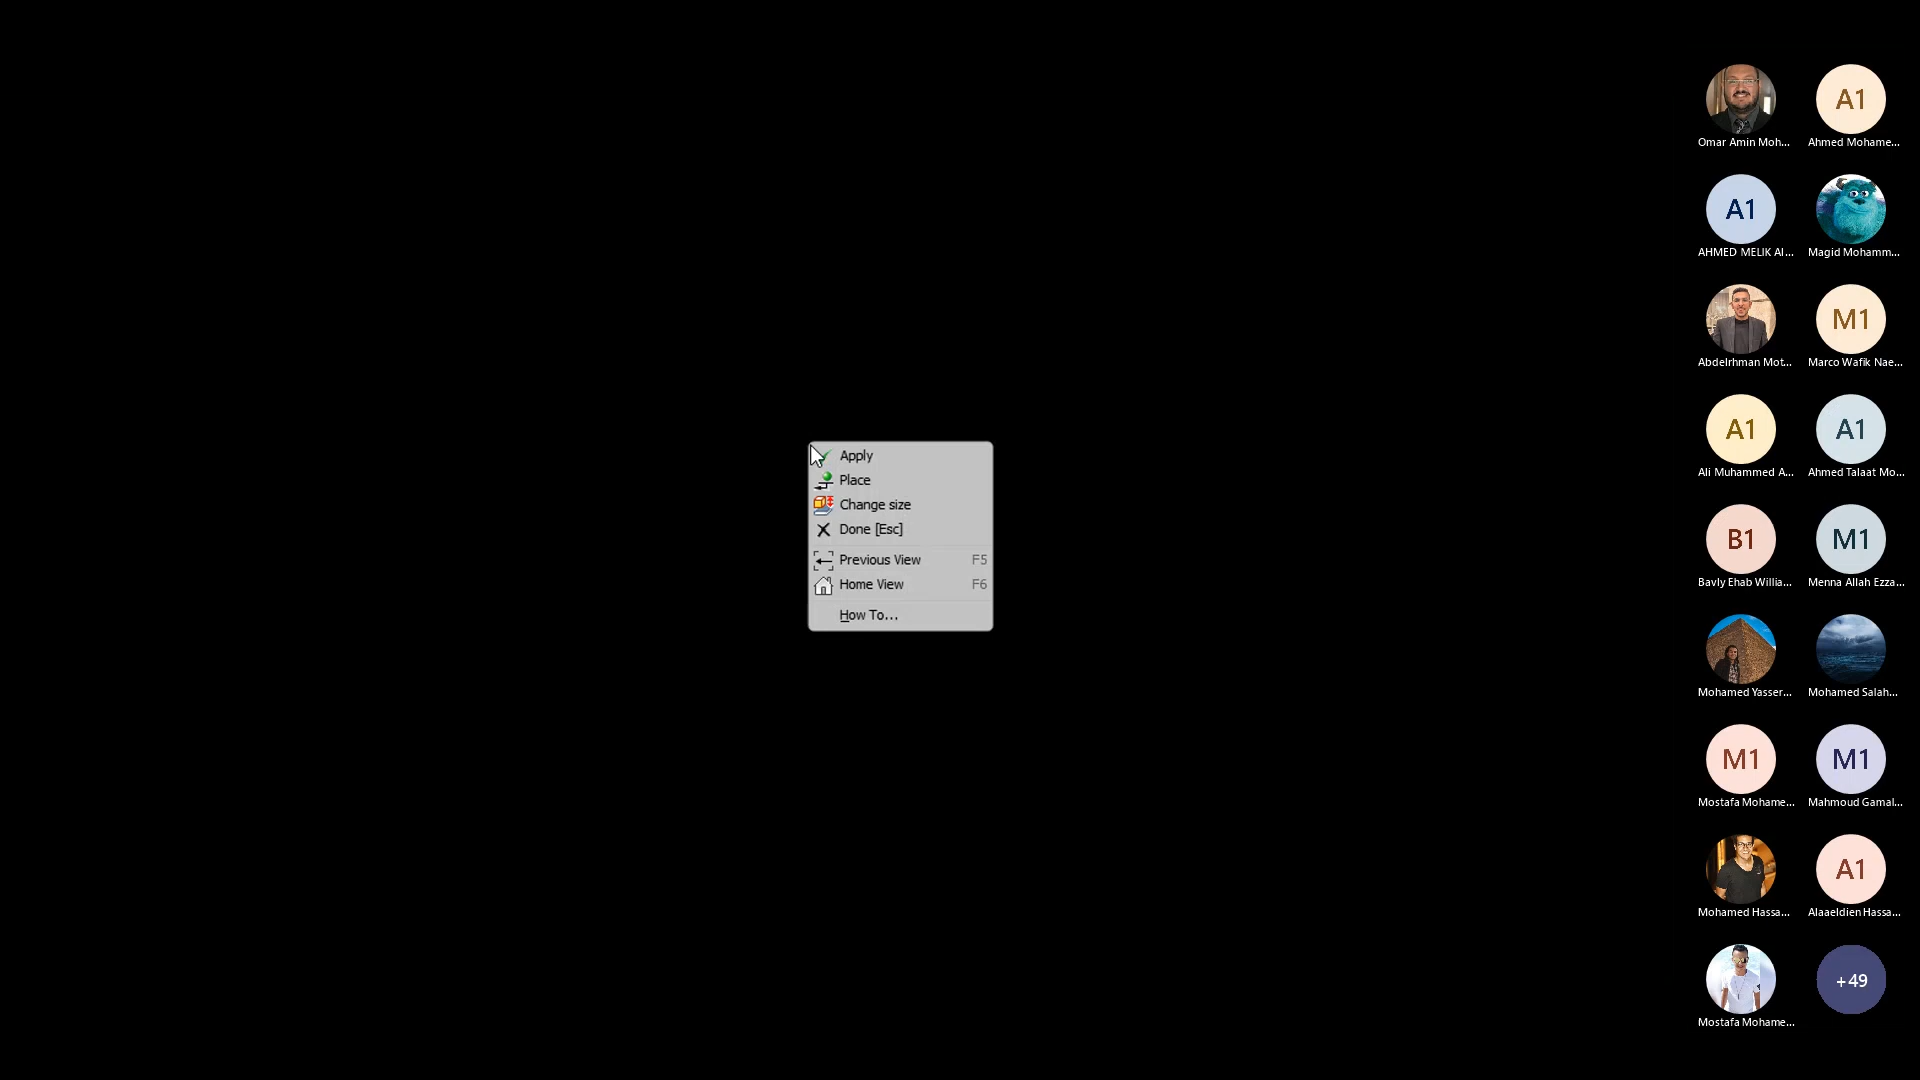 Apply
Place
Change size
Done [Esc]
Previous View F5
Home View F6
How To...
A1
Omar Amin Moh... Ahmed Mohame...
A1
AHMED MELIK Al... Magid Mohamm...
M1
Abdelrhman Mot... Marco Wafik Nae...
A1 A1
Ali Muhammed A... Ahmed Talaat Mo...
B1 M1
Bavly Ehab Willia... Menna Allah Ezza...
Mohamed Yasser... Mohamed Salah...
M1 M1
Mostafa Mohame... Mahmoud Gamal...
A1
Mohamed Hassa... Alaaeldien Hassa...
+49
Mostafa Mohame...